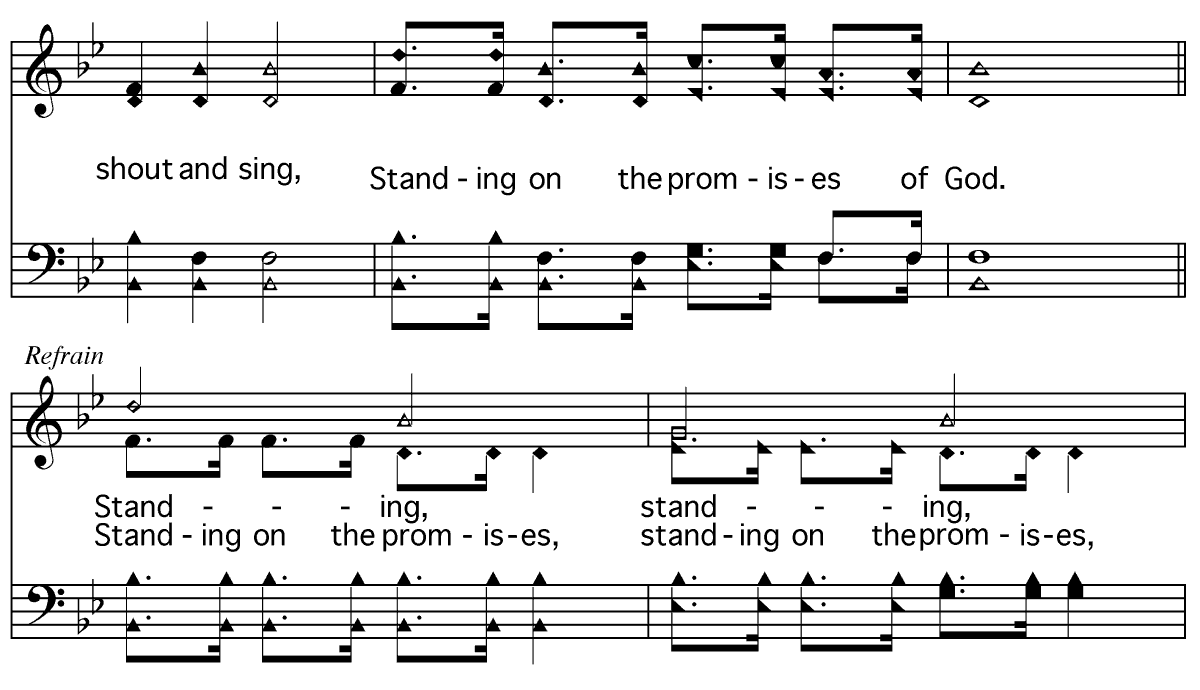 shout and sing, Stand - ing on the prom - is - es of God.
Refrain
Stand - - - ing, stand - - - ing,
Stand - ing on the prom - is - es, stand - ing on the prom - is - es,